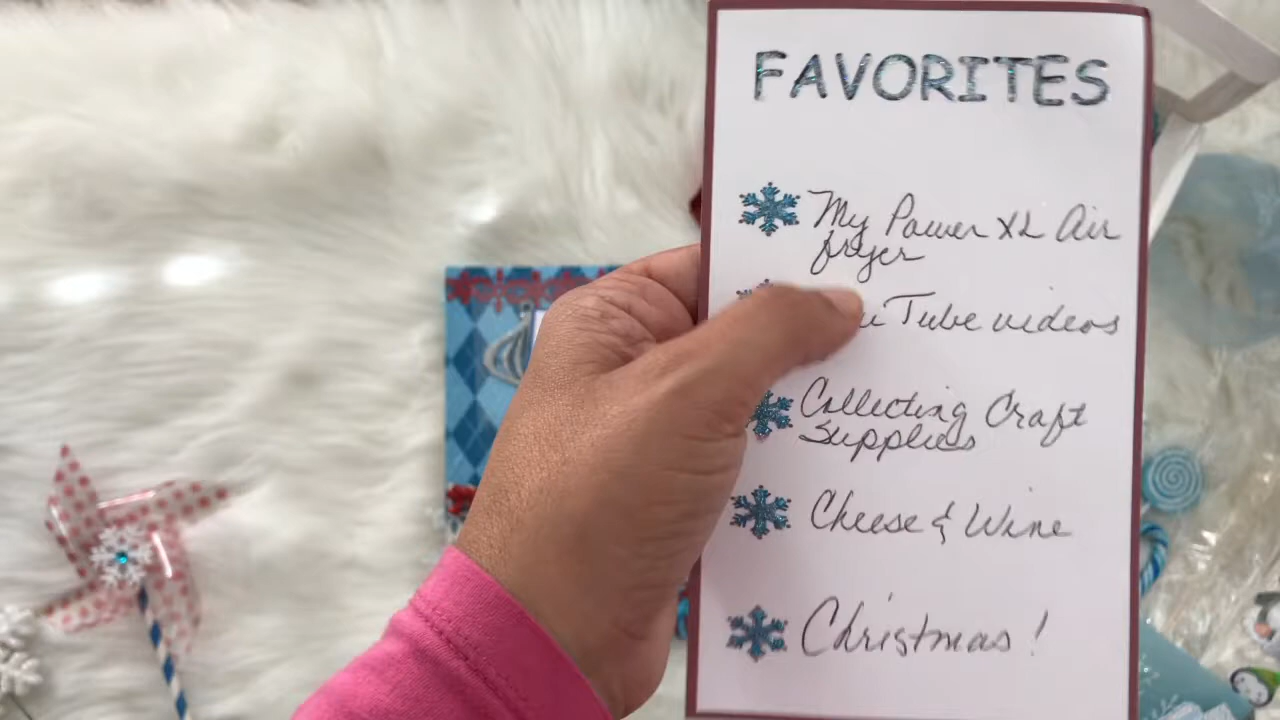 FAVORITES
My Power XL Air
fryer
u Tube videos
Collecting Craft
Supplies
Cheese & Wine
Christmas!